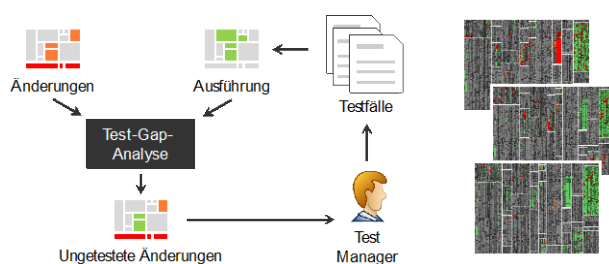 Änderungen
Ausführung
Testfälle
Test-Gap-
Analyse
Ungetestete Änderungen
Test
Manager